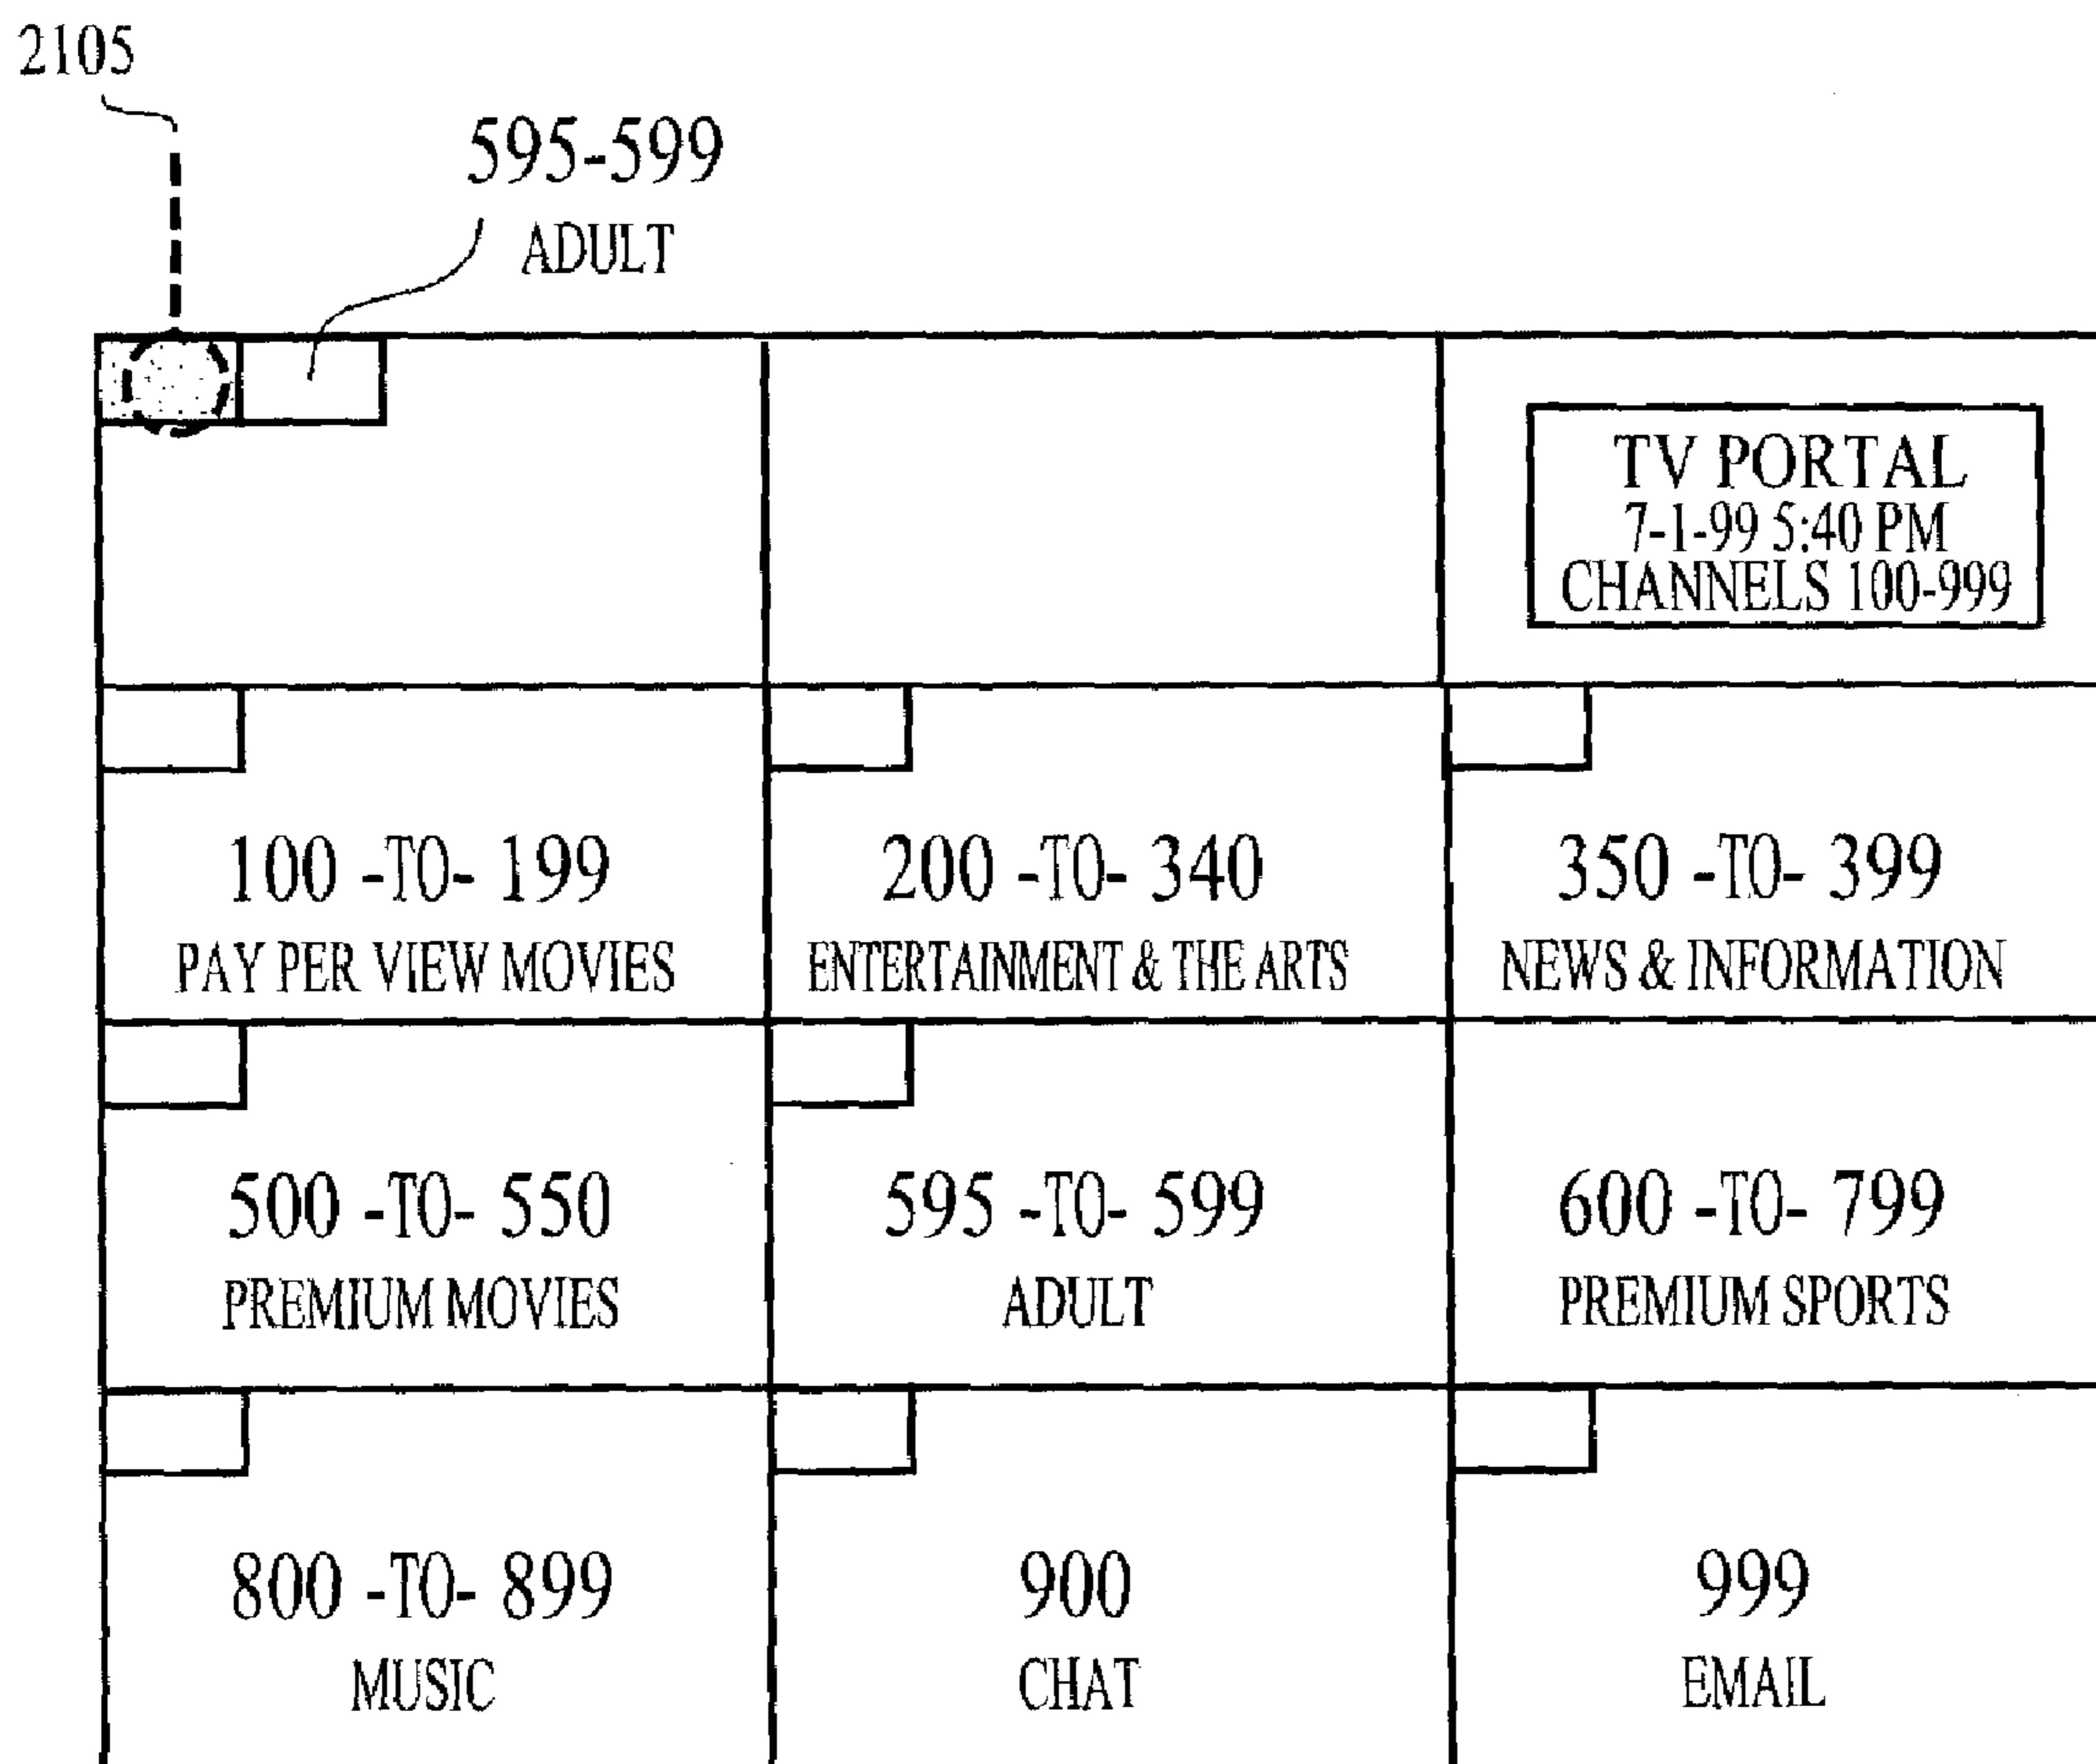 2105
595-599
ADULT
TV PORTAL
7-1-99 5:40 PM
CHANNELS 100-999
100 -TO- 199
PAY PER VIEW MOVIES
200 -TO- 340
ENTERTAINMENT & THE ARTS
350 -TO- 399
NEWS & INFORMATION
500 -TO- 550
PREMIUM MOVIES
595 -TO- 599
ADULT
600 -TO- 799
PREMIUM SPORTS
800 -TO- 899
MUSIC
900
CHAT
999
EMAIL